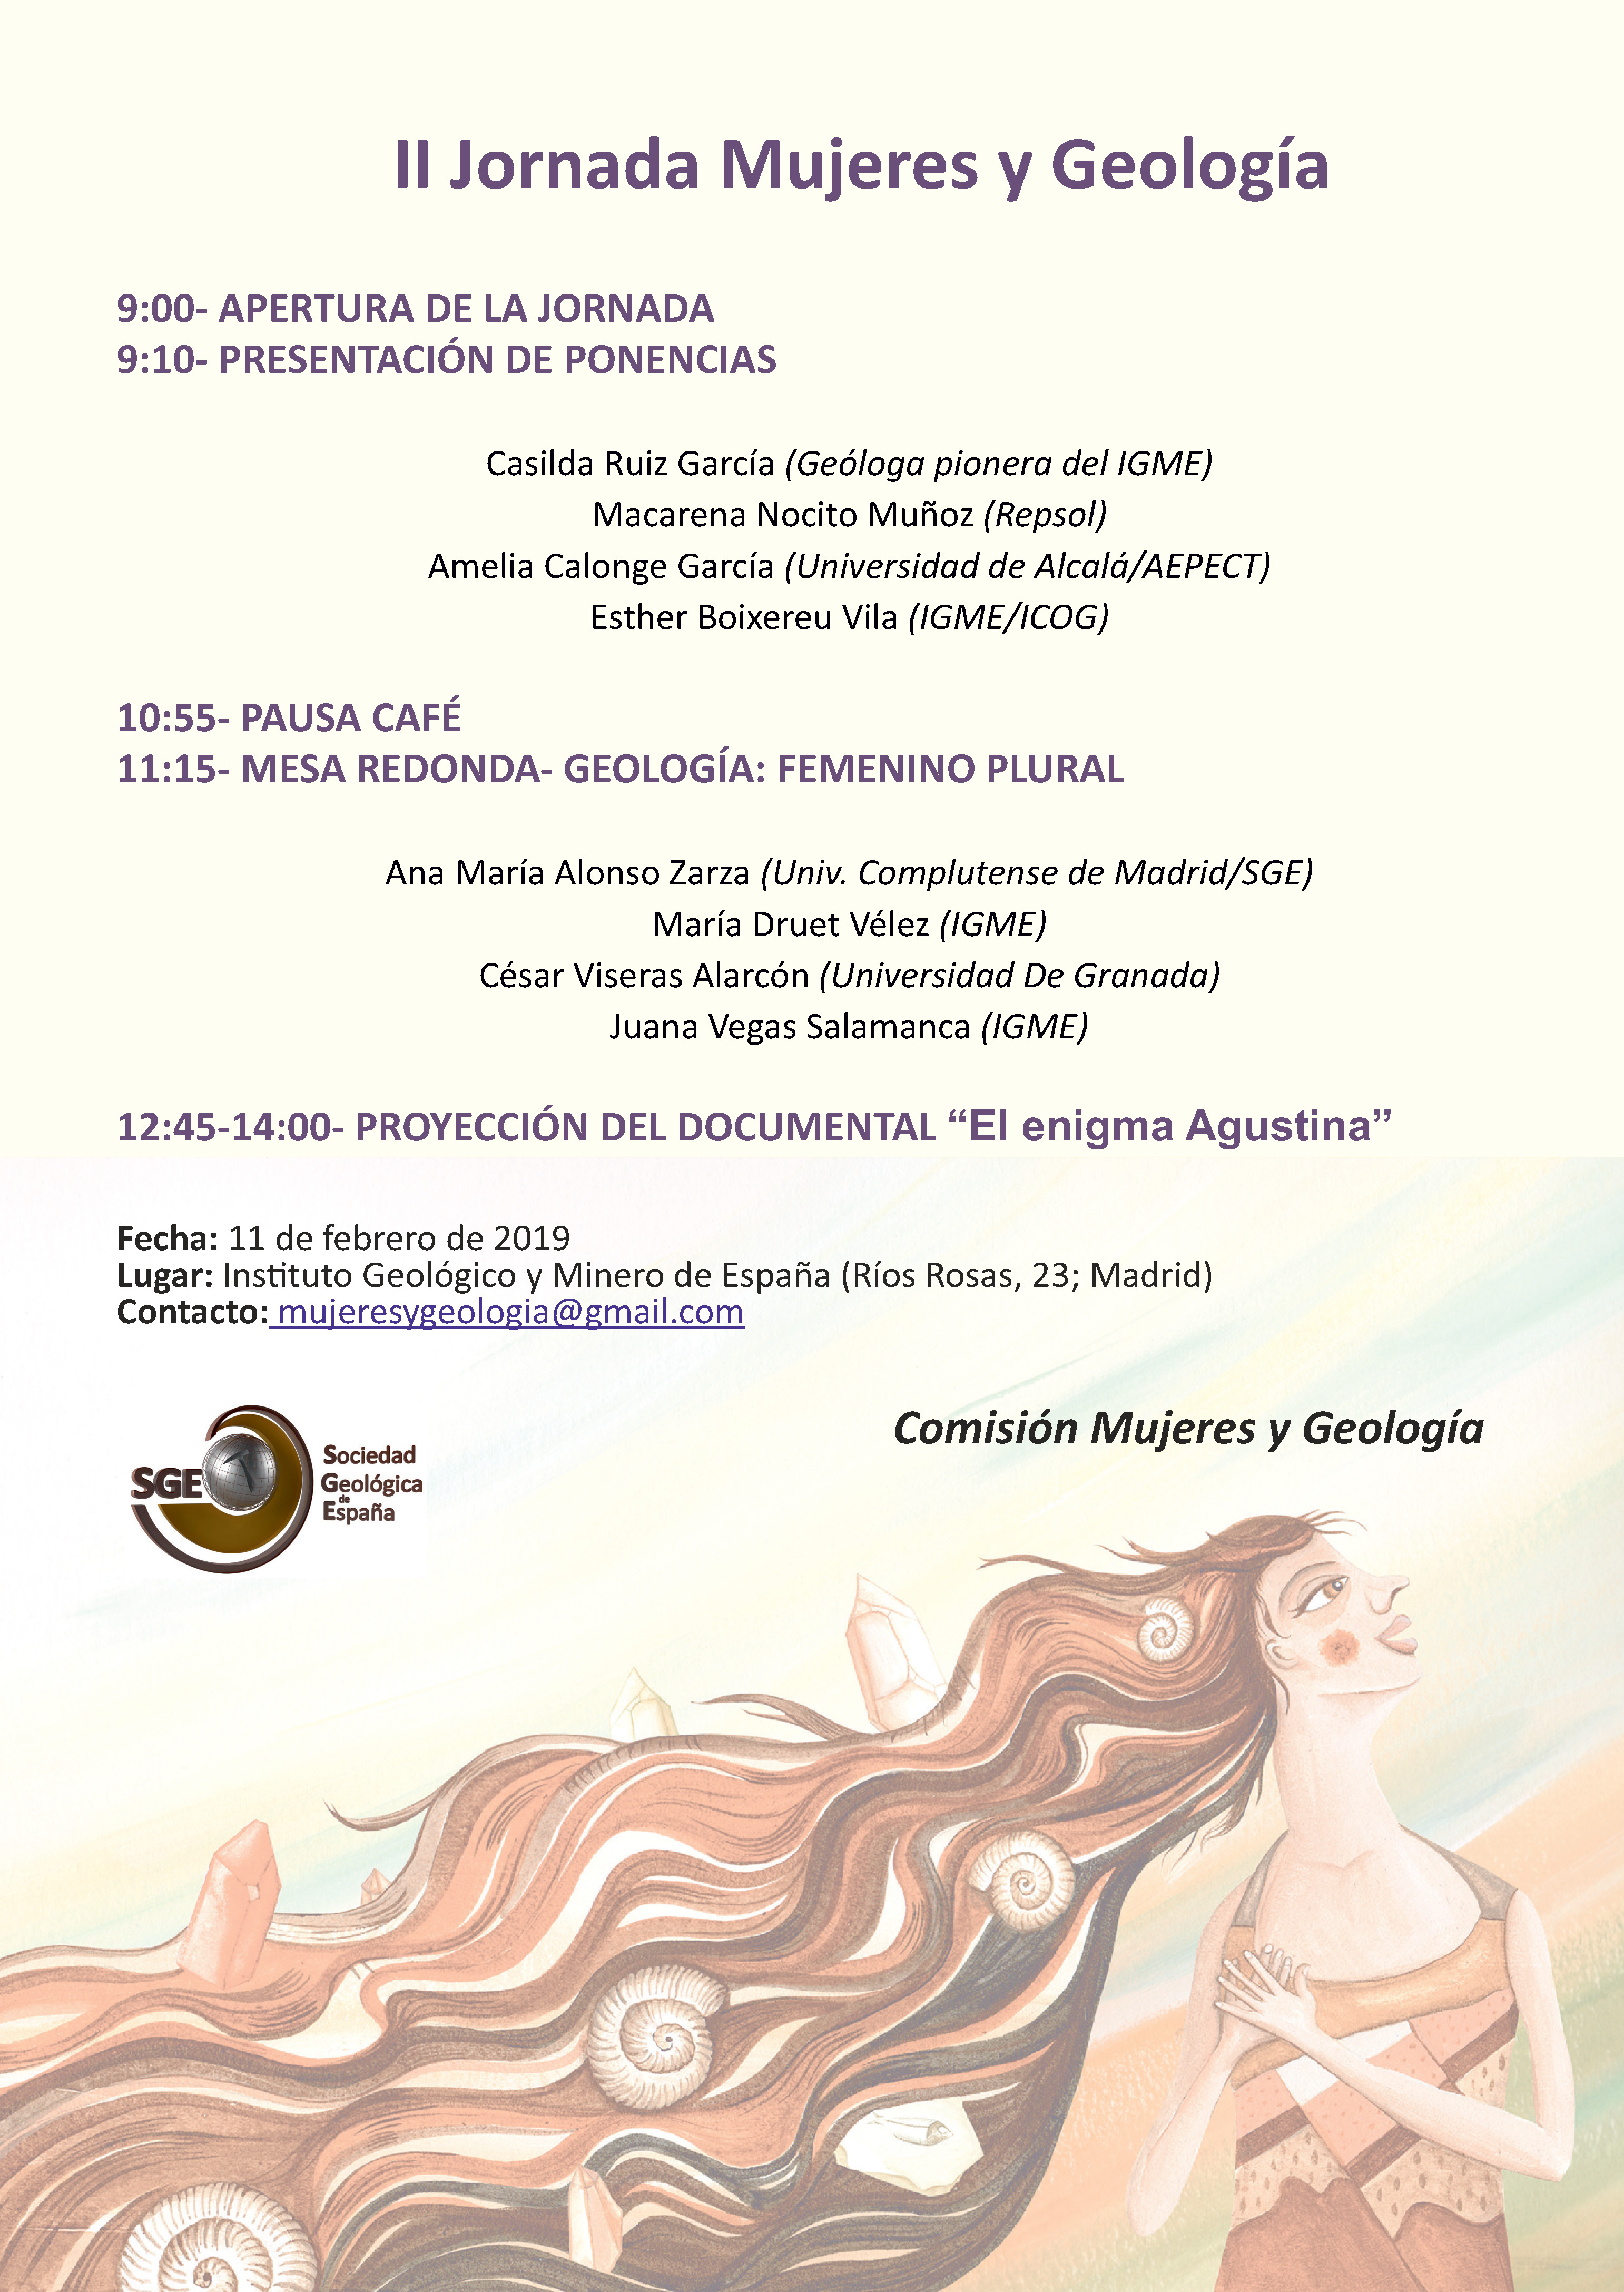 II Jornada Mujeres y Geología
9:00- APERTURA DE LA JORNADA
9:10- PRESENTACIÓN DE PONENCIAS
Casilda Ruiz García (Geóloga pionera del IGME)
Macarena Nocito Muñoz (Repsol)
Amelia Calonge García (Universidad de Alcalá/AEPECT)
Esther Boixereu Vila (IGME/ICOG)
10:55- PAUSA CAFÉ
11:15- MESA REDONDA- GEOLOGÍA: FEMENINO PLURAL
Ana María Alonso Zarza (Univ. Complutense de Madrid/SGE)
María Druet Vélez (IGME)
César Viseras Alarcón (Universidad De Granada)
Juana Vegas Salamanca (IGME)
12:45-14:00- PROYECCIÓN DEL DOCUMENTAL “El enigma Agustina”
Fecha: 11 de febrero de 2019
Lugar: Instituto Geológico y Minero de España (Ríos Rosas, 23; Madrid)
Contacto: mujeresygeologia@gmail.com
Comisión Mujeres y Geología
SGE
Sociedad
Geológica
de
España